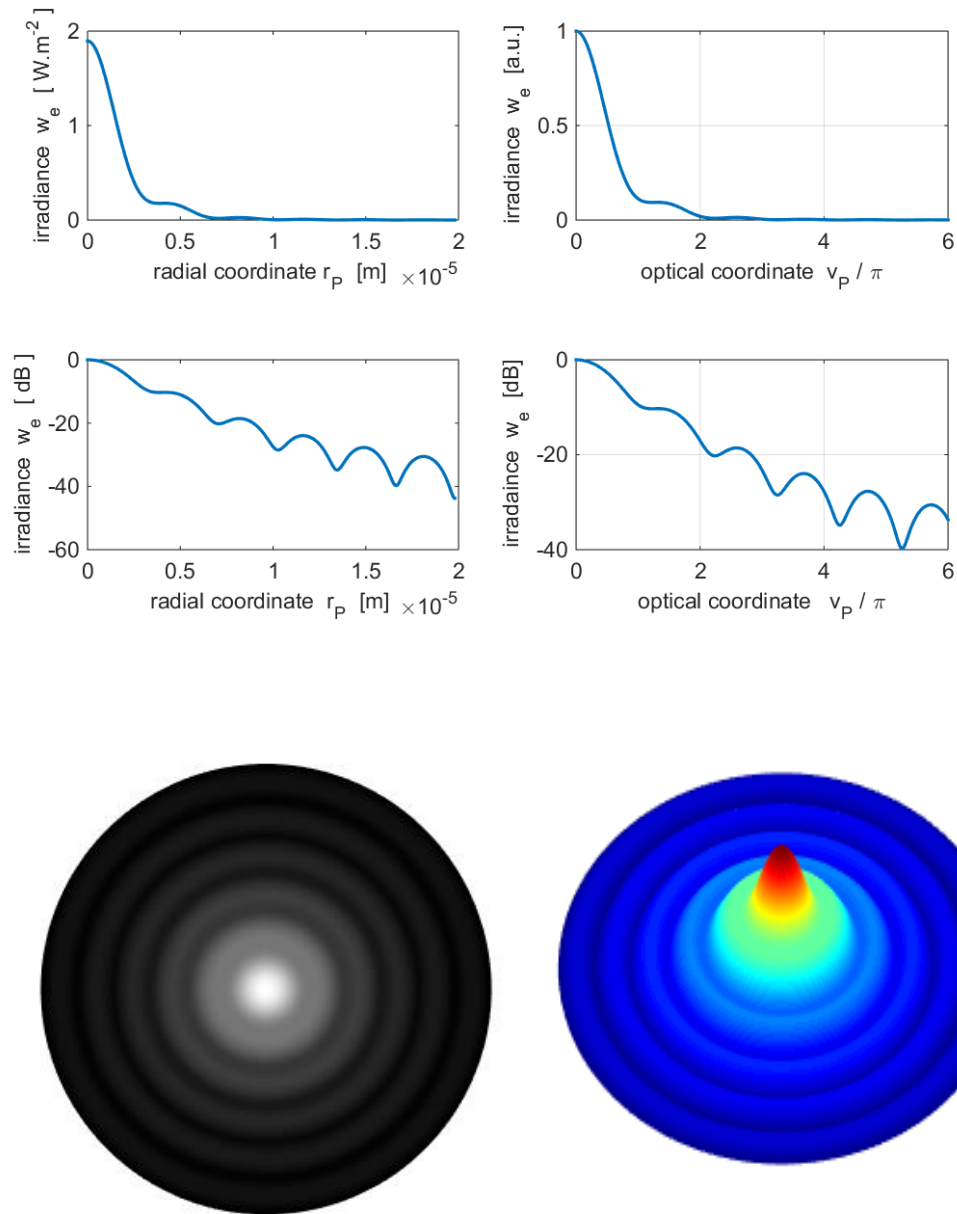 irradiance w_e [ W.m^-2 ]
2
1
0
0 0.5 1 1.5 2
radial coordinate r_P [m] ×10^-5
irradiance w_e [a.u.]
1
0.5
0
0 2 4 6
optical coordinate v_P / π
irradiance w_e [ dB ]
0
-20
-40
-60
0 0.5 1 1.5 2
radial coordinate r_P [m] ×10^-5
irradaince w_e [dB]
0
-20
-40
0 2 4 6
optical coordinate v_P / π